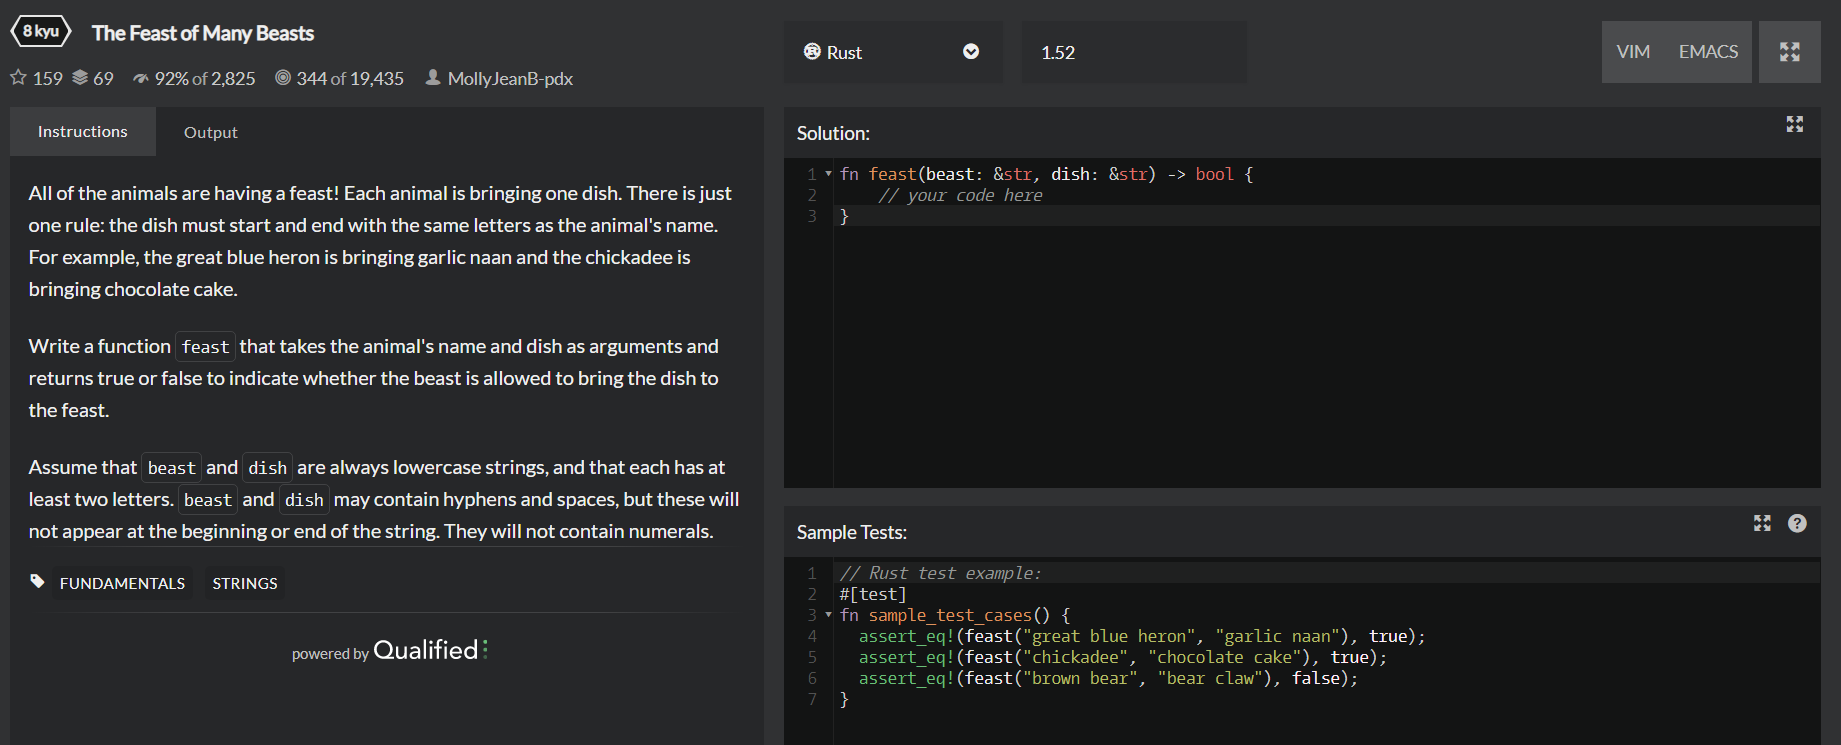 8 kyu The Feast of Many Beasts
159 69 92% of 2,825 344 of 19,435 MollyJeanB-pdx
Rust 1.52 VIM EMACS
Instructions Output
All of the animals are having a feast! Each animal is bringing one dish. There is just
one rule: the dish must start and end with the same letters as the animal's name.
For example, the great blue heron is bringing garlic naan and the chickadee is
bringing chocolate cake.
Write a function feast that takes the animal's name and dish as arguments and
returns true or false to indicate whether the beast is allowed to bring the dish to
the feast.
Assume that beast and dish are always lowercase strings, and that each has at
least two letters. beast and dish may contain hyphens and spaces, but these will
not appear at the beginning or end of the string. They will not contain numerals.
FUNDAMENTALS STRINGS
powered by Qualified
Solution:
1 fn feast(beast: &str, dish: &str) -> bool {
2 // your code here
3 }
Sample Tests:
?
1 // Rust test example:
2 #[test]
3 fn sample_test_cases() {
4 assert_eq!(feast("great blue heron", "garlic naan"), true);
5 assert_eq!(feast("chickadee", "chocolate cake"), true);
6 assert_eq!(feast("brown bear", "bear claw"), false);
7 }